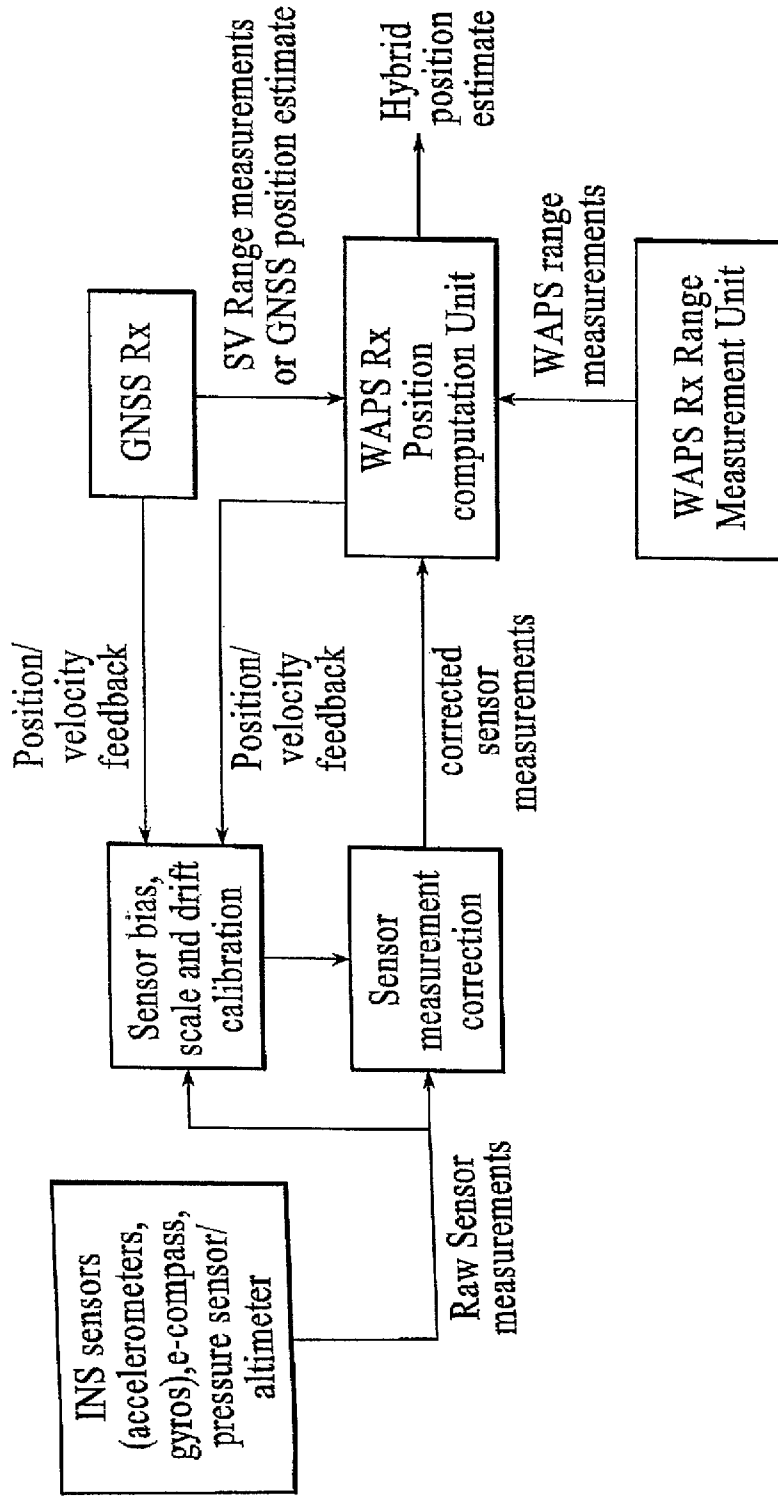 INS sensors
(accelerometers,
gyros),e-compass,
pressure sensor/
altimeter
Raw Sensor
measurements
Sensor bias,
scale and drift
calibration
Sensor
measurement
correction
Position/
velocity
feedback
Position/
velocity
feedback
corrected
sensor
measurements
GNSS Rx
SV Range measurements
or GNSS position estimate
WAPS Rx
Position
computation Unit
Hybrid
position
estimate
WAPS range
measurements
WAPS Rx Range
Measurement Unit